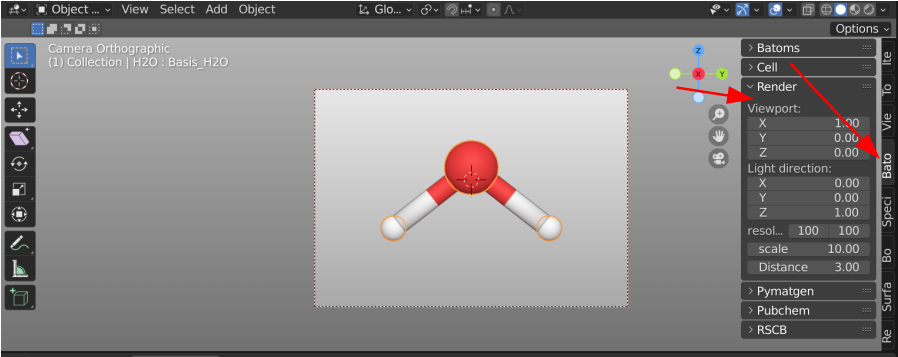 Object ... View Select Add Object Glo...
Options
Camera Orthographic
(1) Collection | H2O : Basis_H2O
Z
X
Y
Batoms
Cell
Render
Viewport:
X 1.00
Y 0.00
Z 0.00
Light direction:
X 0.00
Y 0.00
Z 1.00
resol... 100 100
scale 10.00
Distance 3.00
Pymatgen
Pubchem
RSCB
Ite
To
Vie
Bato
Speci
Bo
Surfa
Re